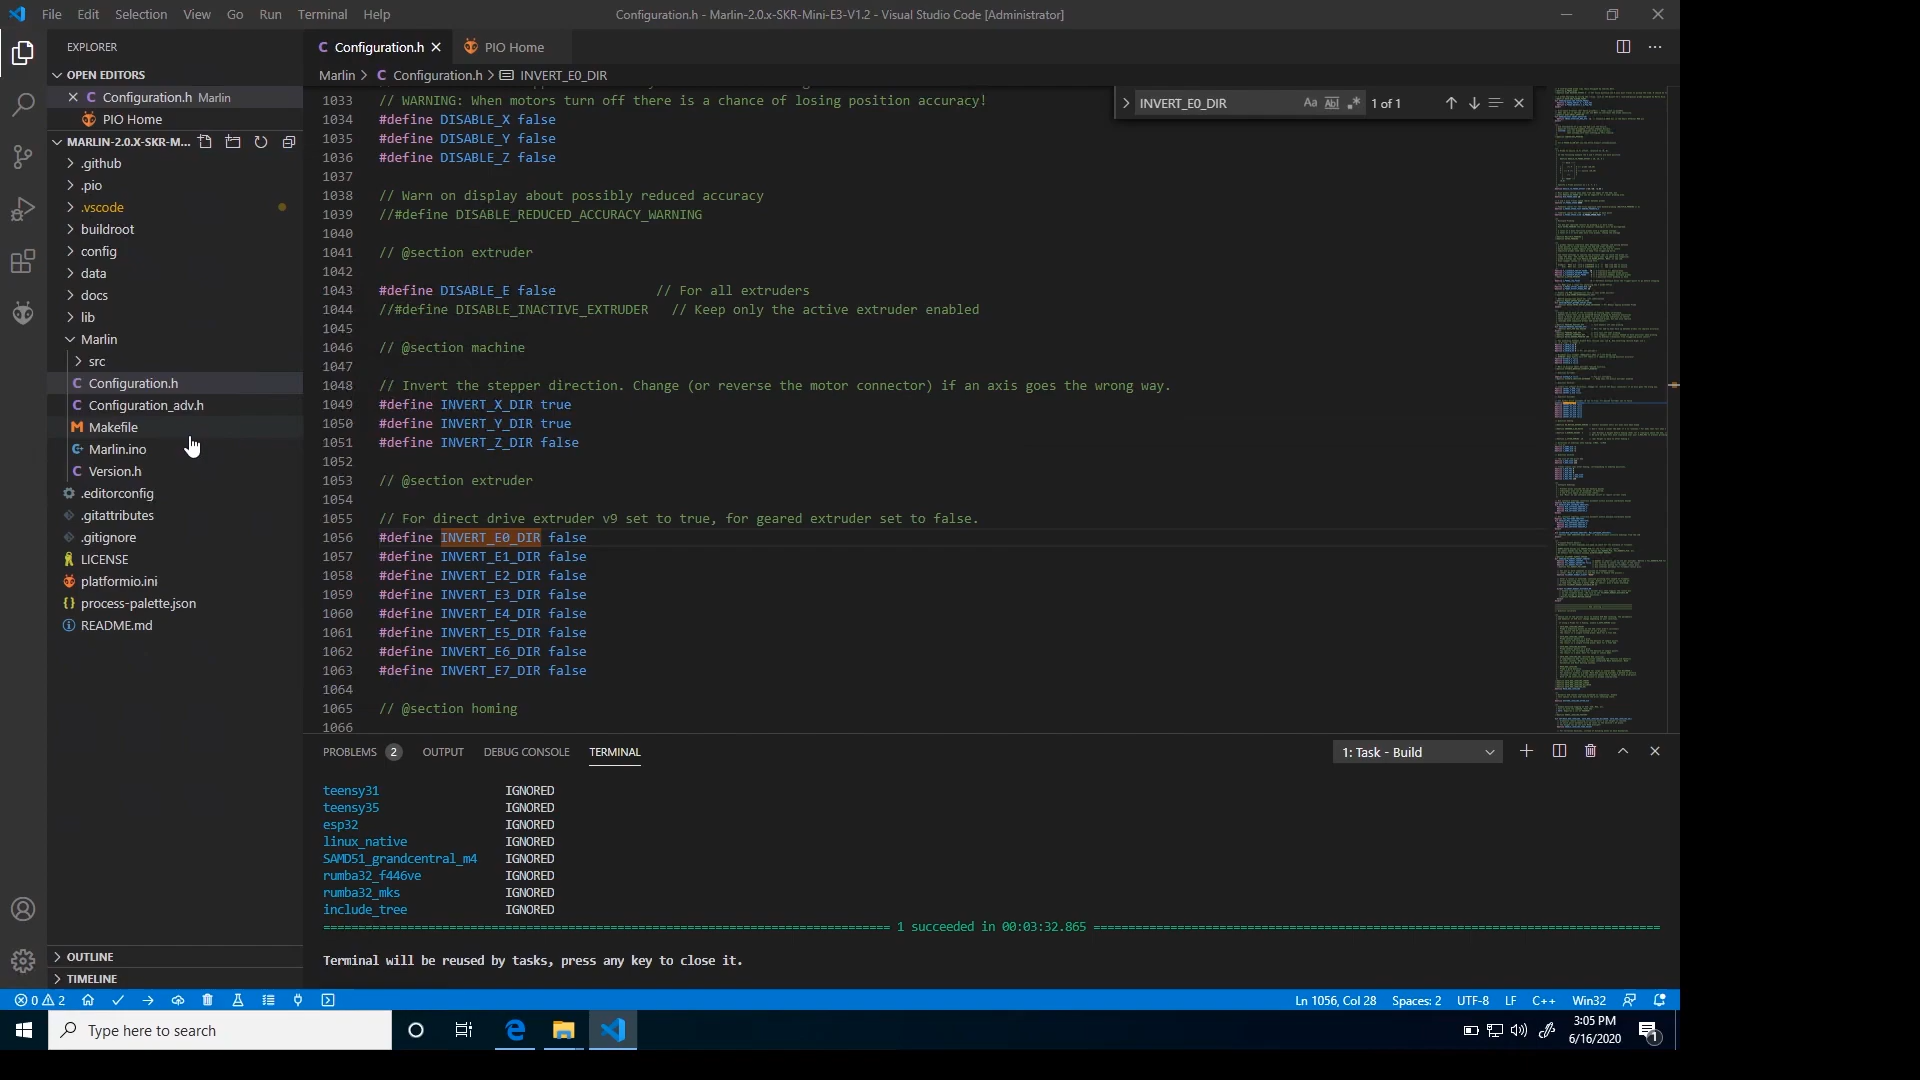 File Edit Selection View Go Run Terminal Help
Configuration.h - Marlin-2.0.x-SKR-Mini-E3-V1.2 - Visual Studio Code [Administrator]
EXPLORER
OPEN EDITORS
Configuration.h Marlin
PIO Home
MARLIN-2.0.X-SKR-M...
.github
.pio
.vscode
buildroot
config
data
docs
lib
Marlin
src
Configuration.h
Configuration_adv.h
Makefile
Marlin.ino
Version.h
.editorconfig
.gitattributes
.gitignore
LICENSE
platformio.ini
process-palette.json
README.md
OUTLINE
TIMELINE
Configuration.h
PIO Home
Marlin > Configuration.h > INVERT_E0_DIR
INVERT_E0_DIR
1 of 1
1033 // WARNING: When motors turn off there is a chance of losing position accuracy!
1034 #define DISABLE_X false
1035 #define DISABLE_Y false
1036 #define DISABLE_Z false
1037
1038 // Warn on display about possibly reduced accuracy
1039 //#define DISABLE_REDUCED_ACCURACY_WARNING
1040
1041 // @section extruder
1042
1043 #define DISABLE_E false // For all extruders
1044 //#define DISABLE_INACTIVE_EXTRUDER // Keep only the active extruder enabled
1045
1046 // @section machine
1047
1048 // Invert the stepper direction. Change (or reverse the motor connector) if an axis goes the wrong way.
1049 #define INVERT_X_DIR true
1050 #define INVERT_Y_DIR true
1051 #define INVERT_Z_DIR false
1052
1053 // @section extruder
1054
1055 // For direct drive extruder v9 set to true, for geared extruder set to false.
1056 #define INVERT_E0_DIR false
1057 #define INVERT_E1_DIR false
1058 #define INVERT_E2_DIR false
1059 #define INVERT_E3_DIR false
1060 #define INVERT_E4_DIR false
1061 #define INVERT_E5_DIR false
1062 #define INVERT_E6_DIR false
1063 #define INVERT_E7_DIR false
1064
1065 // @section homing
1066
PROBLEMS 2 OUTPUT DEBUG CONSOLE TERMINAL
1: Task - Build
teensy31 IGNORED
teensy35 IGNORED
esp32 IGNORED
linux_native IGNORED
SAMD51_grandcentral_m4 IGNORED
rumba32_f446ve IGNORED
rumba32_mks IGNORED
include_tree IGNORED
1 succeeded in 00:03:32.865
Terminal will be reused by tasks, press any key to close it.
0 2
Ln 1056, Col 28 Spaces: 2 UTF-8 LF C++ Win32
Type here to search
3:05 PM
6/16/2020
1